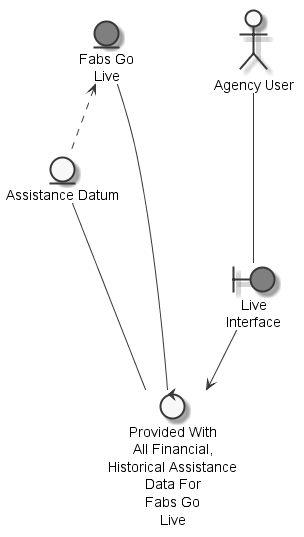 Fabs Go
Live
Agency User
Assistance Datum
Live
Interface
Provided With
All Financial,
Historical Assistance
Data For
Fabs Go
Live